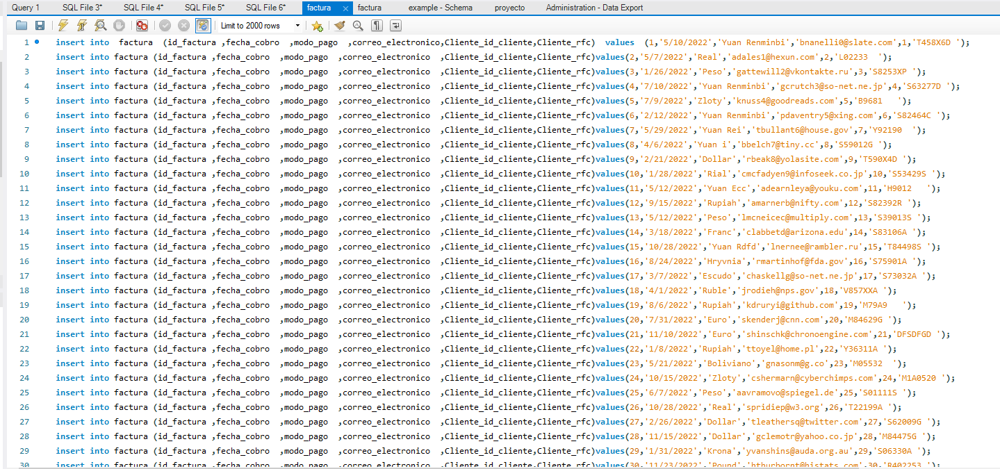 Query 1 SQL File 3* SQL File 4* SQL File 5* SQL File 6* factura × factura example - Schema proyecto Administration - Data Export
Limit to 2000 rows
1 insert into  factura  (id_factura ,fecha_cobro  ,modo_pago  ,correo_electronico,Cliente_id_cliente,Cliente_rfc)  values  (1,'5/10/2022','Yuan Renminbi','bnanelli0@slate.com',1,'T458X6D ');
2 insert into factura (id_factura ,fecha_cobro  ,modo_pago  ,correo_electronico  ,Cliente_id_cliente,Cliente_rfc)values(2,'5/7/2022','Real','adales1@hexun.com',2,'L02233  ');
3 insert into factura (id_factura ,fecha_cobro  ,modo_pago  ,correo_electronico  ,Cliente_id_cliente,Cliente_rfc)values(3,'1/26/2022','Peso','gattewill2@vkontakte.ru',3,'S8253XP ');
4 insert into factura (id_factura ,fecha_cobro  ,modo_pago  ,correo_electronico  ,Cliente_id_cliente,Cliente_rfc)values(4,'7/10/2022','Yuan Renminbi','gcrutch3@so-net.ne.jp',4,'S63277D ');
5 insert into factura (id_factura ,fecha_cobro  ,modo_pago  ,correo_electronico  ,Cliente_id_cliente,Cliente_rfc)values(5,'7/9/2022','Zloty','knuss4@goodreads.com',5,'B9681   ');
6 insert into factura (id_factura ,fecha_cobro  ,modo_pago  ,correo_electronico  ,Cliente_id_cliente,Cliente_rfc)values(6,'2/12/2022','Yuan Renminbi','pdaventry5@xing.com',6,'S82464C ');
7 insert into factura (id_factura ,fecha_cobro  ,modo_pago  ,correo_electronico  ,Cliente_id_cliente,Cliente_rfc)values(7,'5/29/2022','Yuan Rei','tbullant6@house.gov',7,'Y92190  ');
8 insert into factura (id_factura ,fecha_cobro  ,modo_pago  ,correo_electronico  ,Cliente_id_cliente,Cliente_rfc)values(8,'4/6/2022','Yuan i','bbelch7@tiny.cc',8,'S59012G ');
9 insert into factura (id_factura ,fecha_cobro  ,modo_pago  ,correo_electronico  ,Cliente_id_cliente,Cliente_rfc)values(9,'2/21/2022','Dollar','rbeak8@yolasite.com',9,'T590X4D ');
10 insert into factura (id_factura ,fecha_cobro  ,modo_pago  ,correo_electronico  ,Cliente_id_cliente,Cliente_rfc)values(10,'1/28/2022','Rial','cmcfadyen9@infoseek.co.jp',10,'S53429S ');
11 insert into factura (id_factura ,fecha_cobro  ,modo_pago  ,correo_electronico  ,Cliente_id_cliente,Cliente_rfc)values(11,'5/12/2022','Yuan Ecc','adearnleya@youku.com',11,'H9012   ');
12 insert into factura (id_factura ,fecha_cobro  ,modo_pago  ,correo_electronico  ,Cliente_id_cliente,Cliente_rfc)values(12,'9/15/2022','Rupiah','amarnerb@nifty.com',12,'S82392R ');
13 insert into factura (id_factura ,fecha_cobro  ,modo_pago  ,correo_electronico  ,Cliente_id_cliente,Cliente_rfc)values(13,'5/12/2022','Peso','lmcneicec@multiply.com',13,'S39013S ');
14 insert into factura (id_factura ,fecha_cobro  ,modo_pago  ,correo_electronico  ,Cliente_id_cliente,Cliente_rfc)values(14,'3/18/2022','Franc','clabbetd@arizona.edu',14,'S83106A ');
15 insert into factura (id_factura ,fecha_cobro  ,modo_pago  ,correo_electronico  ,Cliente_id_cliente,Cliente_rfc)values(15,'10/28/2022','Yuan Rdfd','lnernee@rambler.ru',15,'T84498S ');
16 insert into factura (id_factura ,fecha_cobro  ,modo_pago  ,correo_electronico  ,Cliente_id_cliente,Cliente_rfc)values(16,'8/24/2022','Hryvnia','rmartinhof@fda.gov',16,'S75901A ');
17 insert into factura (id_factura ,fecha_cobro  ,modo_pago  ,correo_electronico  ,Cliente_id_cliente,Cliente_rfc)values(17,'3/7/2022','Escudo','chaskellg@so-net.ne.jp',17,'S73032A ');
18 insert into factura (id_factura ,fecha_cobro  ,modo_pago  ,correo_electronico  ,Cliente_id_cliente,Cliente_rfc)values(18,'4/1/2022','Ruble','jrodieh@nps.gov',18,'V857XXA ');
19 insert into factura (id_factura ,fecha_cobro  ,modo_pago  ,correo_electronico  ,Cliente_id_cliente,Cliente_rfc)values(19,'8/6/2022','Rupiah','kdruryi@github.com',19,'M79A9   ');
20 insert into factura (id_factura ,fecha_cobro  ,modo_pago  ,correo_electronico  ,Cliente_id_cliente,Cliente_rfc)values(20,'7/31/2022','Euro','skenderj@cnn.com',20,'M84629G ');
21 insert into factura (id_factura ,fecha_cobro  ,modo_pago  ,correo_electronico  ,Cliente_id_cliente,Cliente_rfc)values(21,'11/10/2022','Euro','shinschk@chronoengine.com',21,'DFSDFGD ');
22 insert into factura (id_factura ,fecha_cobro  ,modo_pago  ,correo_electronico  ,Cliente_id_cliente,Cliente_rfc)values(22,'1/8/2022','Rupiah','ttoyel@home.pl',22,'Y36311A ');
23 insert into factura (id_factura ,fecha_cobro  ,modo_pago  ,correo_electronico  ,Cliente_id_cliente,Cliente_rfc)values(23,'5/21/2022','Boliviano','gnasonm@g.co',23,'M05532  ');
24 insert into factura (id_factura ,fecha_cobro  ,modo_pago  ,correo_electronico  ,Cliente_id_cliente,Cliente_rfc)values(24,'10/15/2022','Zloty','cshermarn@cyberchimps.com',24,'M1A0520 ');
25 insert into factura (id_factura ,fecha_cobro  ,modo_pago  ,correo_electronico  ,Cliente_id_cliente,Cliente_rfc)values(25,'6/7/2022','Peso','aavramovo@spiegel.de',25,'S01111S ');
26 insert into factura (id_factura ,fecha_cobro  ,modo_pago  ,correo_electronico  ,Cliente_id_cliente,Cliente_rfc)values(26,'10/28/2022','Real','spridiep@w3.org',26,'T22199A ');
27 insert into factura (id_factura ,fecha_cobro  ,modo_pago  ,correo_electronico  ,Cliente_id_cliente,Cliente_rfc)values(27,'2/26/2022','Dollar','tleathersq@twitter.com',27,'S62009G ');
28 insert into factura (id_factura ,fecha_cobro  ,modo_pago  ,correo_electronico  ,Cliente_id_cliente,Cliente_rfc)values(28,'11/15/2022','Dollar','gclemotr@yahoo.co.jp',28,'M84475G ');
29 insert into factura (id_factura ,fecha_cobro  ,modo_pago  ,correo_electronico  ,Cliente_id_cliente,Cliente_rfc)values(29,'1/31/2022','Krona','yvanshins@auda.org.au',29,'S06330A ');
30 insert into factura (id_factura ,fecha_cobro  ,modo_pago  ,correo_electronico  ,Cliente_id_cliente,Cliente_rfc)values(30,'11/23/2022','Pound','hthurbornt@histats.com',30,'R402253 ');